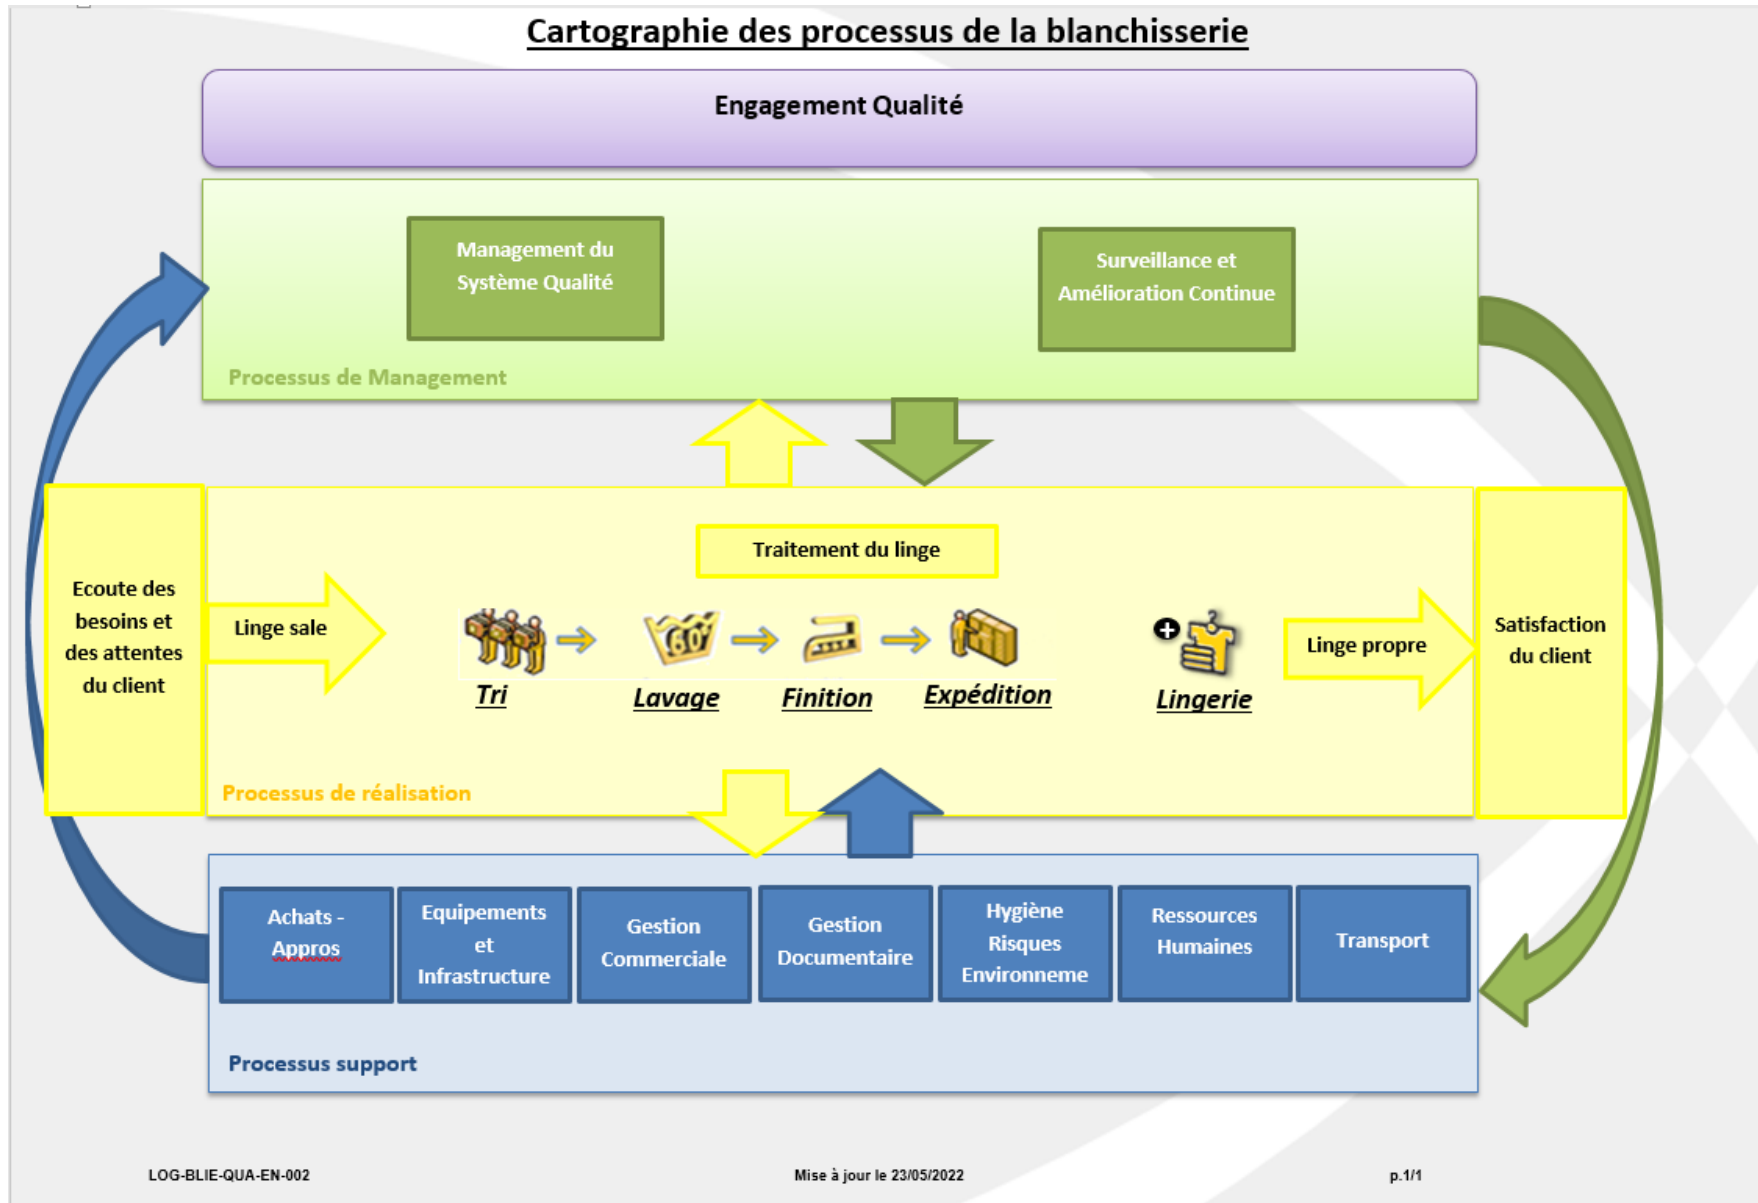 Cartographie des processus de la blanchisserie
Engagement Qualité
Management du
Système Qualité
Surveillance et
Amélioration Continue
Processus de Management
Ecoute des
besoins et
des attentes
du client
Linge sale
Traitement du linge
60°
Tri
Lavage
Finition
Expédition
Lingerie
Linge propre
Satisfaction
du client
Processus de réalisation
Achats -
Appros
Equipements
et
Infrastructure
Gestion
Commerciale
Gestion
Documentaire
Hygiène
Risques
Environneme
Ressources
Humaines
Transport
Processus support
LOG-BLIE-QUA-EN-002
Mise à jour le 23/05/2022
p.1/1